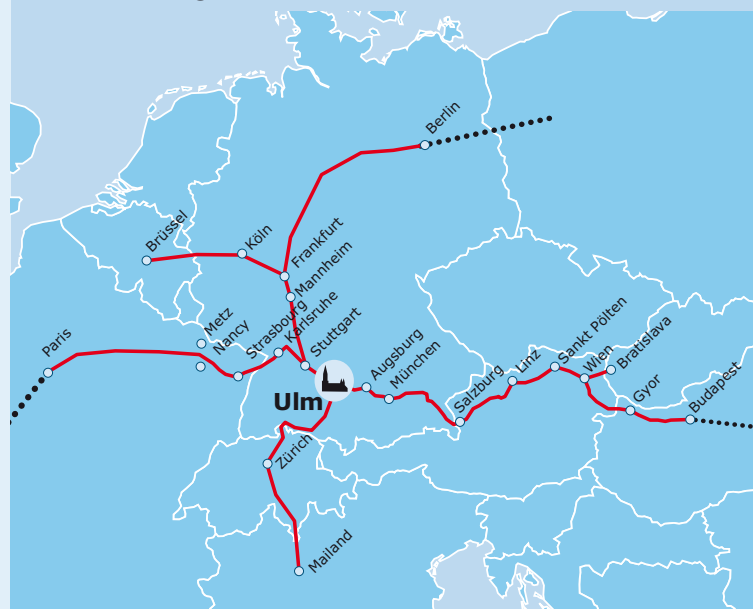 Berlin
Brüssel
Köln
Frankfurt
Mannheim
Metz
Nancy
Strasbourg
Karlsruhe
Stuttgart
Paris
Ulm
Augsburg
München
Salzburg
Linz
Sankt Pölten
Wien
Bratislava
Gyor
Budapest
Zürich
Mailand